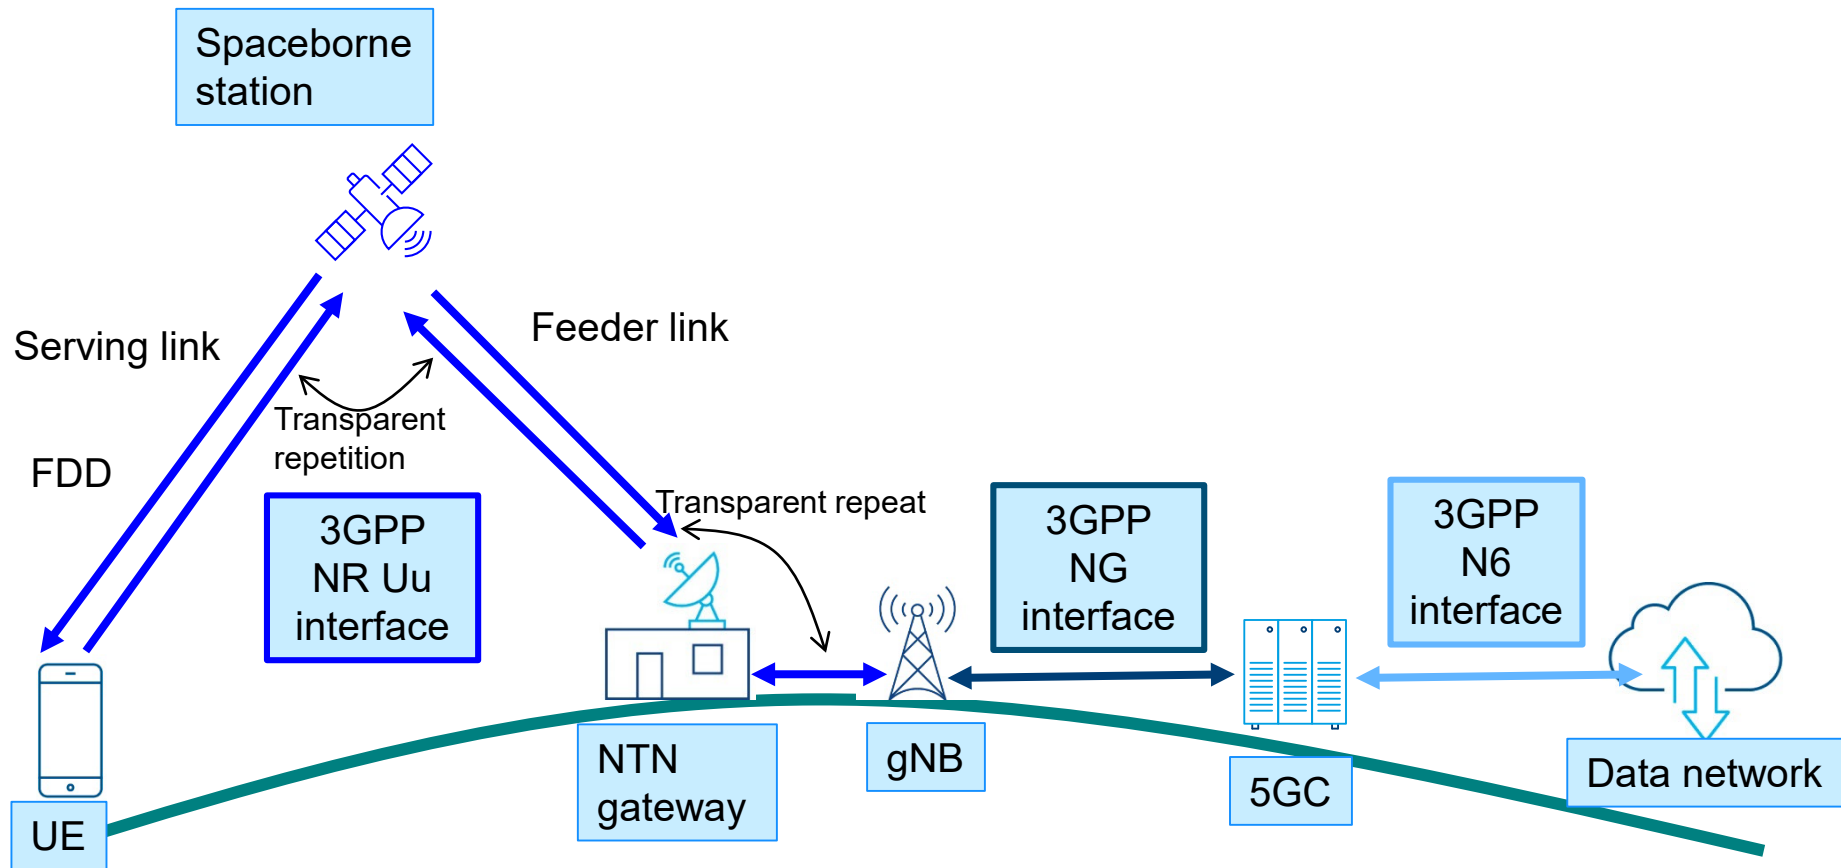 Spaceborne
station
Serving link
Feeder link
Transparent
repetition
FDD
3GPP
NR Uu
interface
Transparent repeat
3GPP
NG
interface
3GPP
N6
interface
UE
NTN
gateway
gNB
5GC
Data network